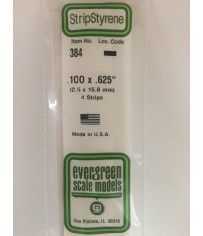 StripStyrene
Item No. Loc. Code
384
.100 x .625"
(2.5 x 15.8 mm)
4 Strips
Made in U.S.A.
evergreen
scale models
Des Plaines, IL 60018